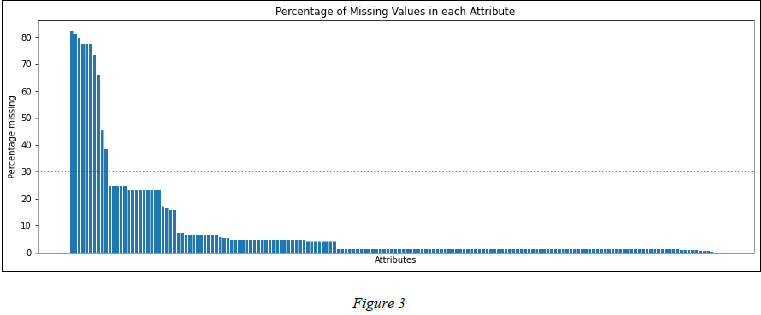 Percentage of Missing Values in each Attribute
Percentage missing
80
70
60
50
40
30
20
10
0
Attributes
Figure 3